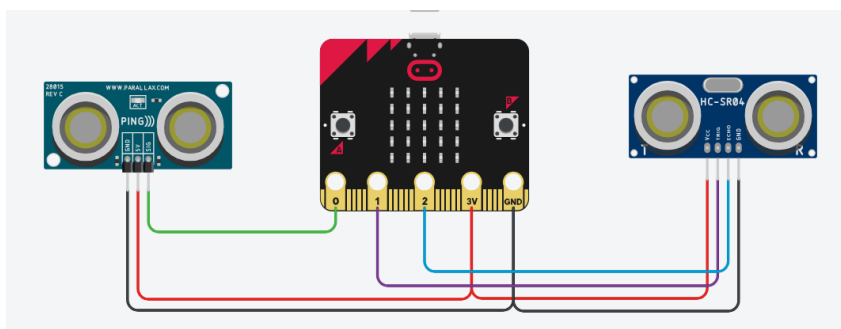 28015
REV C
WWW.PARALLAX.COM
ACT
PING)))
GND
5V
SIG
A
B
0
1
2
3V
GND
HC-SR04
Vcc
TRIG
ECHO
GND
T
R